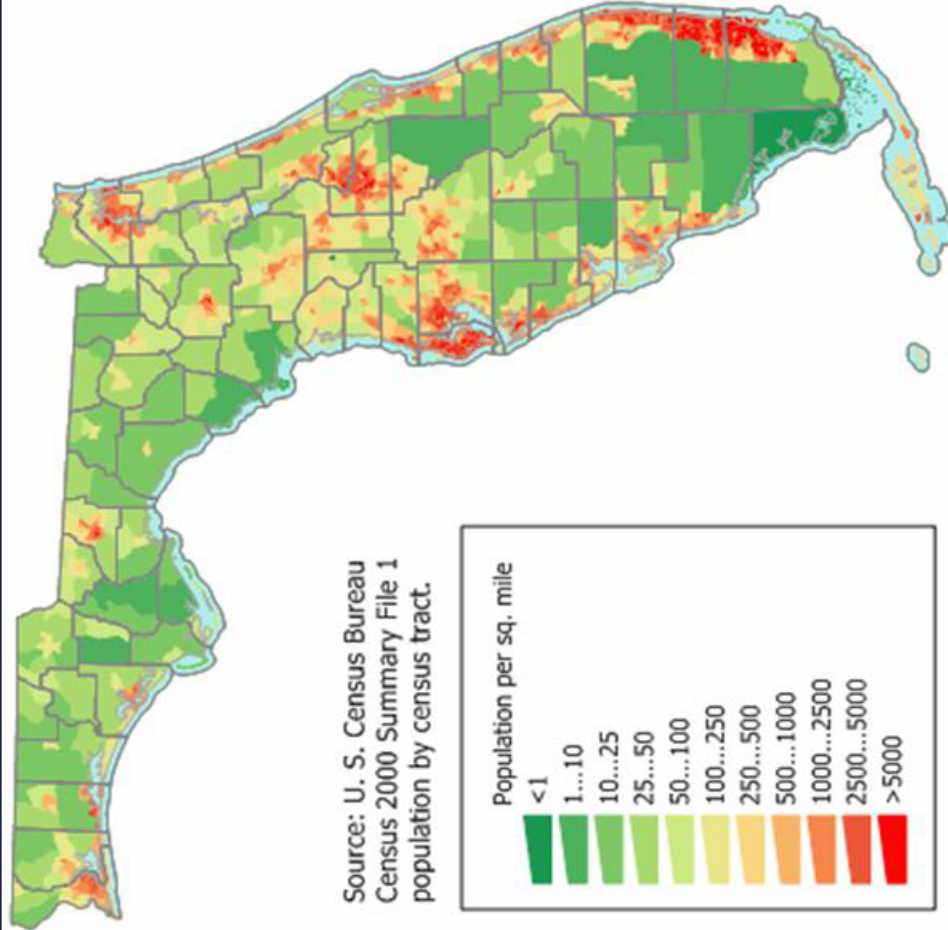 Source: U. S. Census Bureau
Census 2000 Summary File 1
population by census tract.
Population per sq. mile
<1
1...10
10...25
25...50
50...100
100...250
250...500
500...1000
1000...2500
2500...5000
>5000